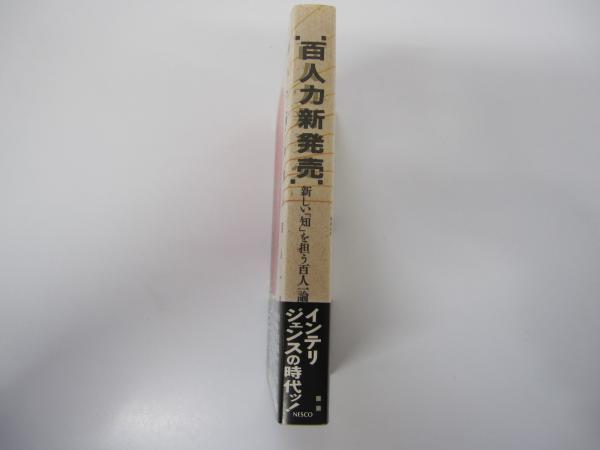 百人力新発売
新しい「知」を担う百人一論
インテリ
ジェンスの時代ッ!
NESCO